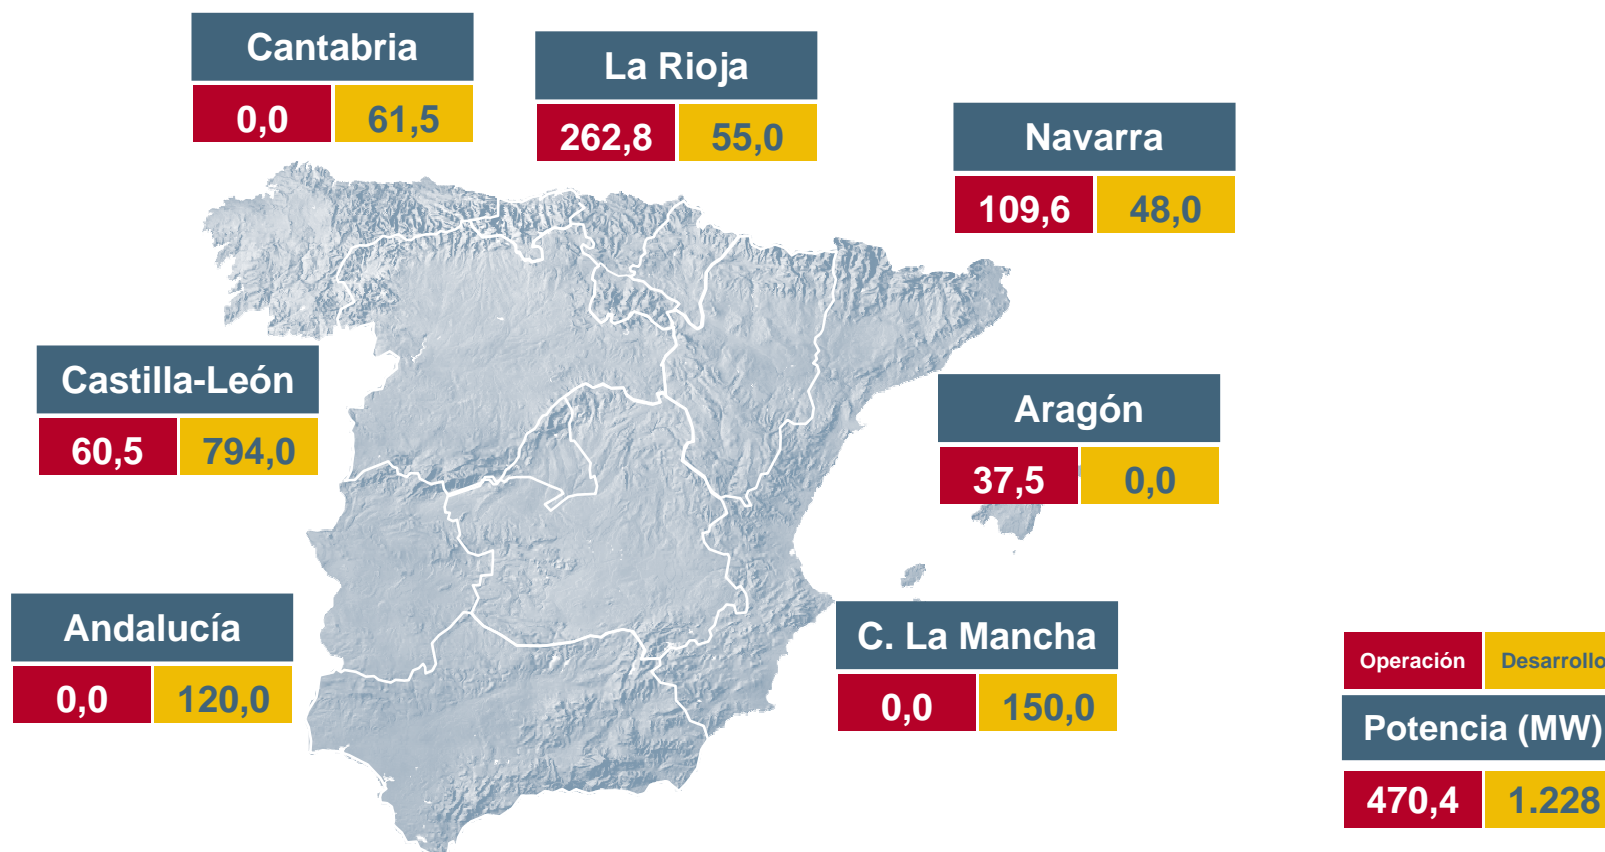 Cantabria
0,0 61,5
La Rioja
262,8 55,0
Navarra
109,6 48,0
Castilla-León
60,5 794,0
Aragón
37,5 0,0
Andalucía
0,0 120,0
C. La Mancha
0,0 150,0
Operación Desarrollo
Potencia (MW)
470,4 1.228